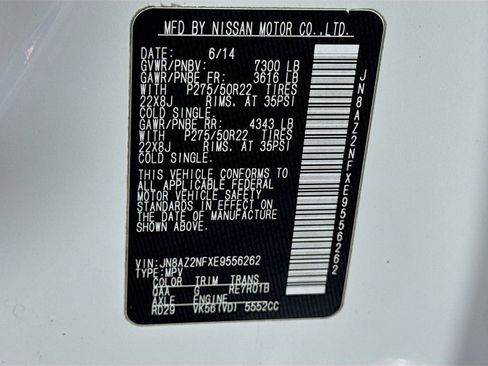 MFD BY NISSAN MOTOR CO.,LTD.
DATE: 6/14
GVWR/PNBV: 7300 LB
GAWR/PNBE FR: 3616 LB
WITH P275/50R22 TIRES
22X8J RIMS. AT 35PSI
COLD SINGLE.
GAWR/PNBE RR: 4343 LB
WITH P275/50R22 TIRES
22X8J RIMS. AT 35PSI
COLD SINGLE.
THIS VEHICLE CONFORMS TO
ALL APPLICABLE FEDERAL
MOTOR VEHICLE SAFETY
STANDARDS IN EFFECT ON
THE DATE OF MANUFACTURE
SHOWN ABOVE.
VIN:JN8AZ2NFXE9556262
TYPE:MPV
COLOR TRIM TRANS
QAA G RE7R01B
AXLE ENGINE
RD29 VK56(VD) 5552CC
JN8AZ2NFXE9556262